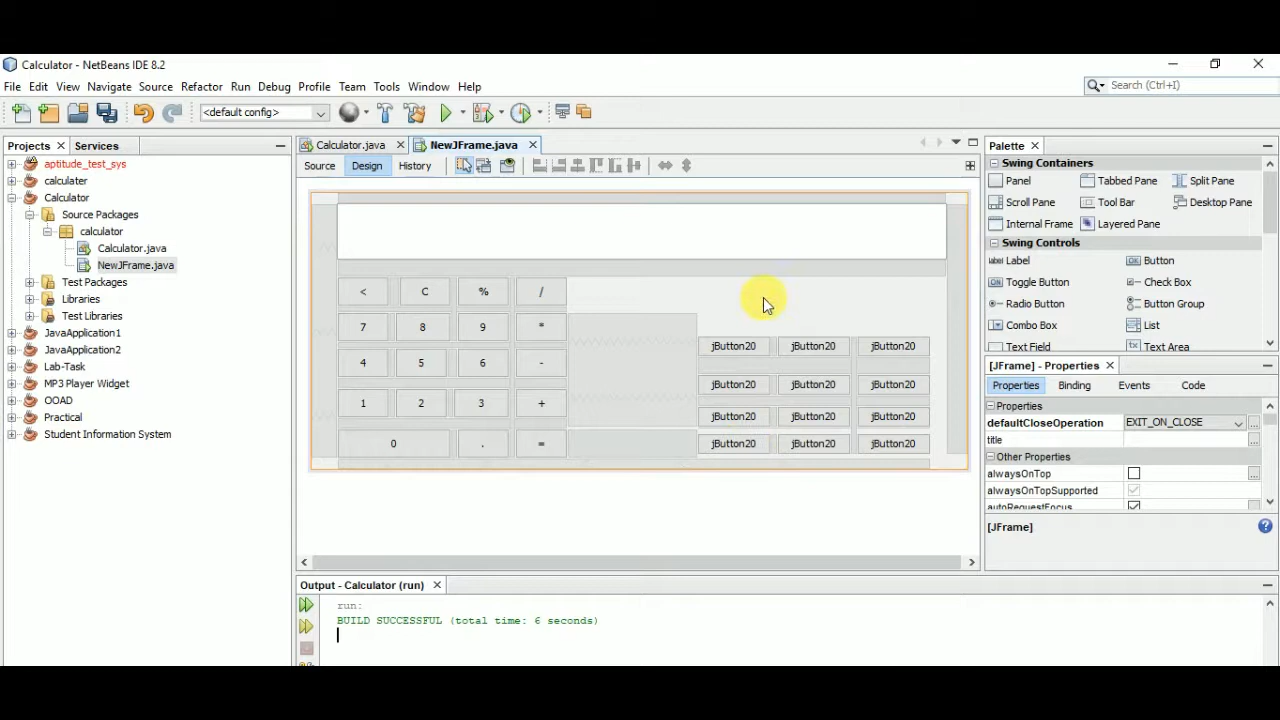 Calculator - NetBeans IDE 8.2
File Edit View Navigate Source Refactor Run Debug Profile Team Tools Window Help
Search (Ctrl+I)
<default config>
Projects Services
aptitude_test_sys
calculater
Calculator
Source Packages
calculator
Calculator.java
NewJFrame.java
Test Packages
Libraries
Test Libraries
JavaApplication1
JavaApplication2
Lab-Task
MP3 Player Widget
OOAD
Practical
Student Information System
Calculator.java NewJFrame.java
Source Design History
< C % /
7 8 9 *
4 5 6 -
1 2 3 +
0 . =
jButton20 jButton20 jButton20
jButton20 jButton20 jButton20
jButton20 jButton20 jButton20
jButton20 jButton20 jButton20
Output - Calculator (run)
run:
BUILD SUCCESSFUL (total time: 6 seconds)
Palette
Swing Containers
Panel Tabbed Pane Split Pane
Scroll Pane Tool Bar Desktop Pane
Internal Frame Layered Pane
Swing Controls
Label Button
Toggle Button Check Box
Radio Button Button Group
Combo Box List
Text Field Text Area
[JFrame] - Properties
Properties Binding Events Code
Properties
defaultCloseOperation EXIT_ON_CLOSE
title
Other Properties
alwaysOnTop
alwaysOnTopSupported
autoRequestFocus
[JFrame]